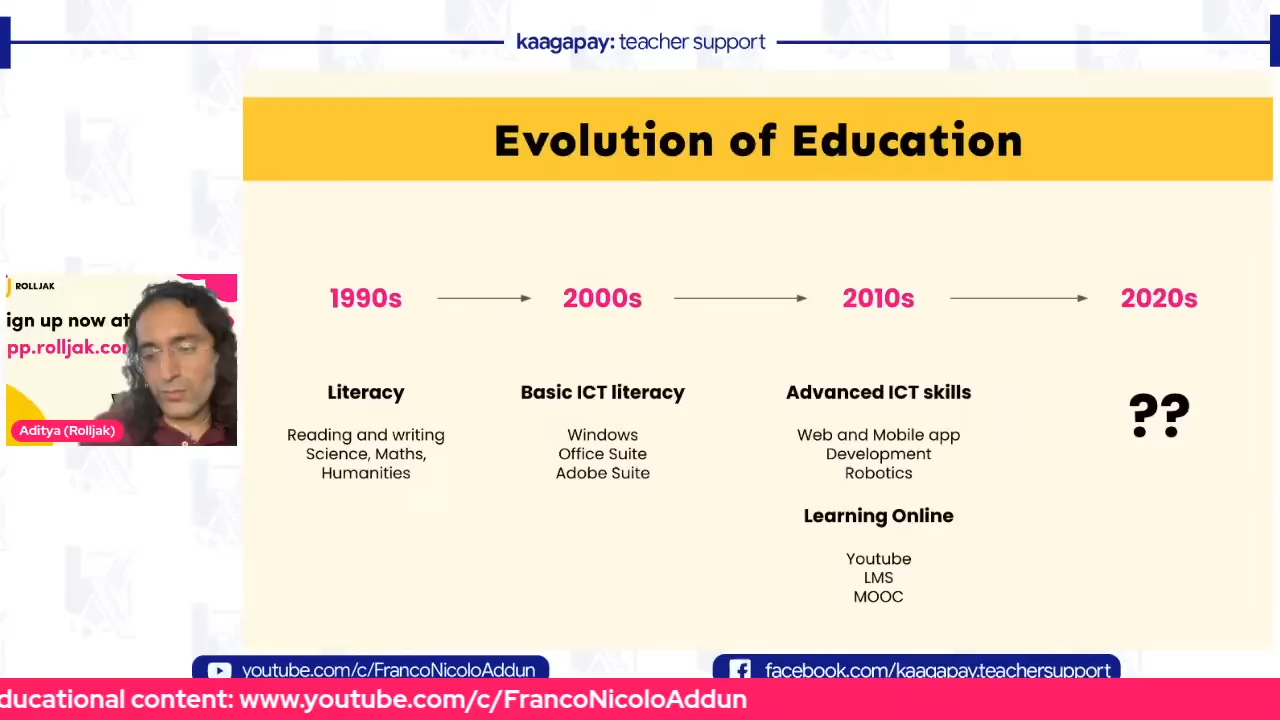 kaagapay: teacher support
Evolution of Education
1990s
2000s
2010s
2020s
Literacy
Reading and writing
Science, Maths,
Humanities
Basic ICT literacy
Windows
Office Suite
Adobe Suite
Advanced ICT skills
Web and Mobile app
Development
Robotics
Learning Online
Youtube
LMS
MOOC
??
ROLLJAK
ign up now at
pp.rolljak.co
Aditya (Rolljak)
youtube.com/c/FrancoNicoloAddun
facebook.com/kaagapay.teachersupport
ducational content: www.youtube.com/c/FrancoNicoloAddun